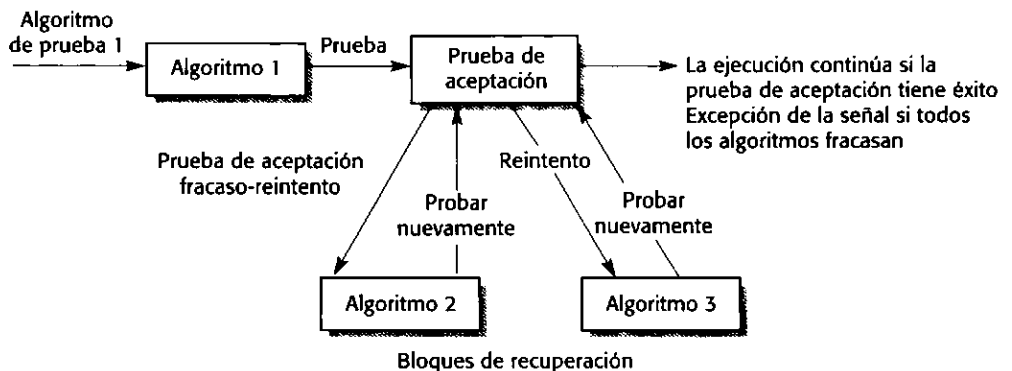 Algoritmo
de prueba 1
Algoritmo 1
Prueba
Prueba de
aceptación
La ejecución continúa si la
prueba de aceptación tiene éxito
Excepción de la señal si todos
los algoritmos fracasan
Prueba de aceptación
fracaso-reintento
Probar
nuevamente
Reintento
Probar
nuevamente
Algoritmo 2
Algoritmo 3
Bloques de recuperación